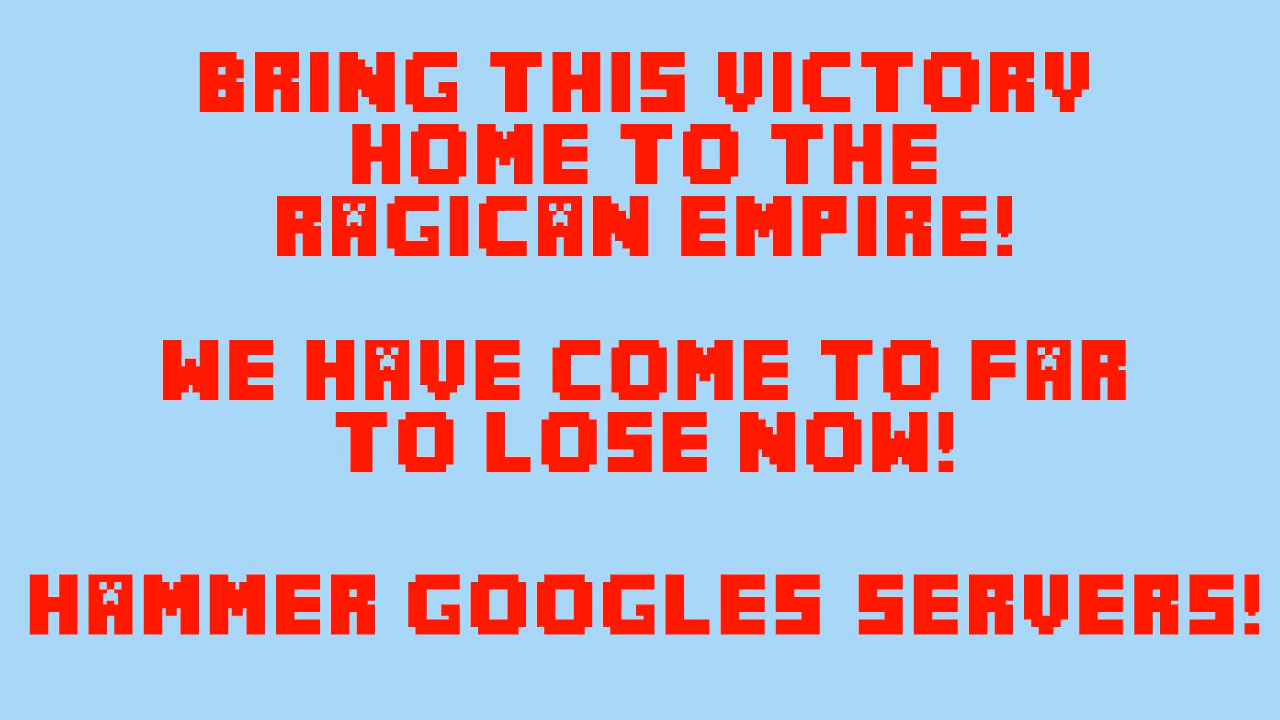 BRING THIS VICTORY
HOME TO THE
RAGICAN EMPIRE!
WE HAVE COME TO FAR
TO LOSE NOW!
HAMMER GOOGLES SERVERS!